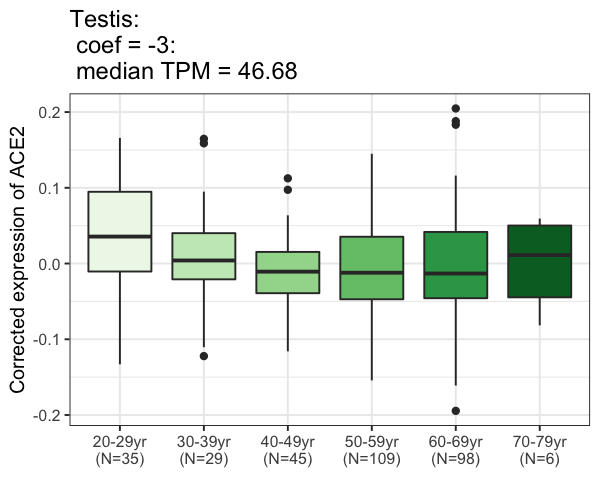 Testis:
coef = -3:
median TPM = 46.68
Corrected expression of ACE2
0.2
0.1
0.0
-0.1
-0.2
20-29yr 30-39yr 40-49yr 50-59yr 60-69yr 70-79yr
(N=35) (N=29) (N=45) (N=109) (N=98) (N=6)